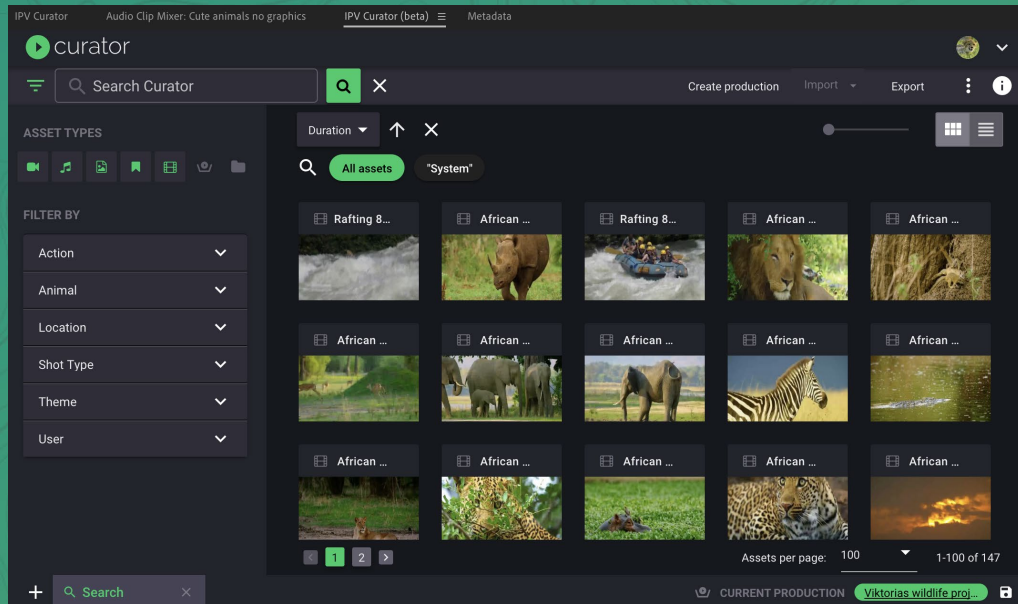 IPV Curator Audio Clip Mixer: Cute animals no graphics IPV Curator (beta) Metadata
curator
Search Curator
Create production Import Export
ASSET TYPES
Duration
All assets "System"
FILTER BY
Action
Animal
Location
Shot Type
Theme
User
Rafting 8... African ... Rafting 8... African ... African ...
African ... African ... African ... African ... African ...
African ... African ... African ... African ... African ...
1 2 Assets per page: 100 1-100 of 147
Search CURRENT PRODUCTION Viktorias wildlife proj...